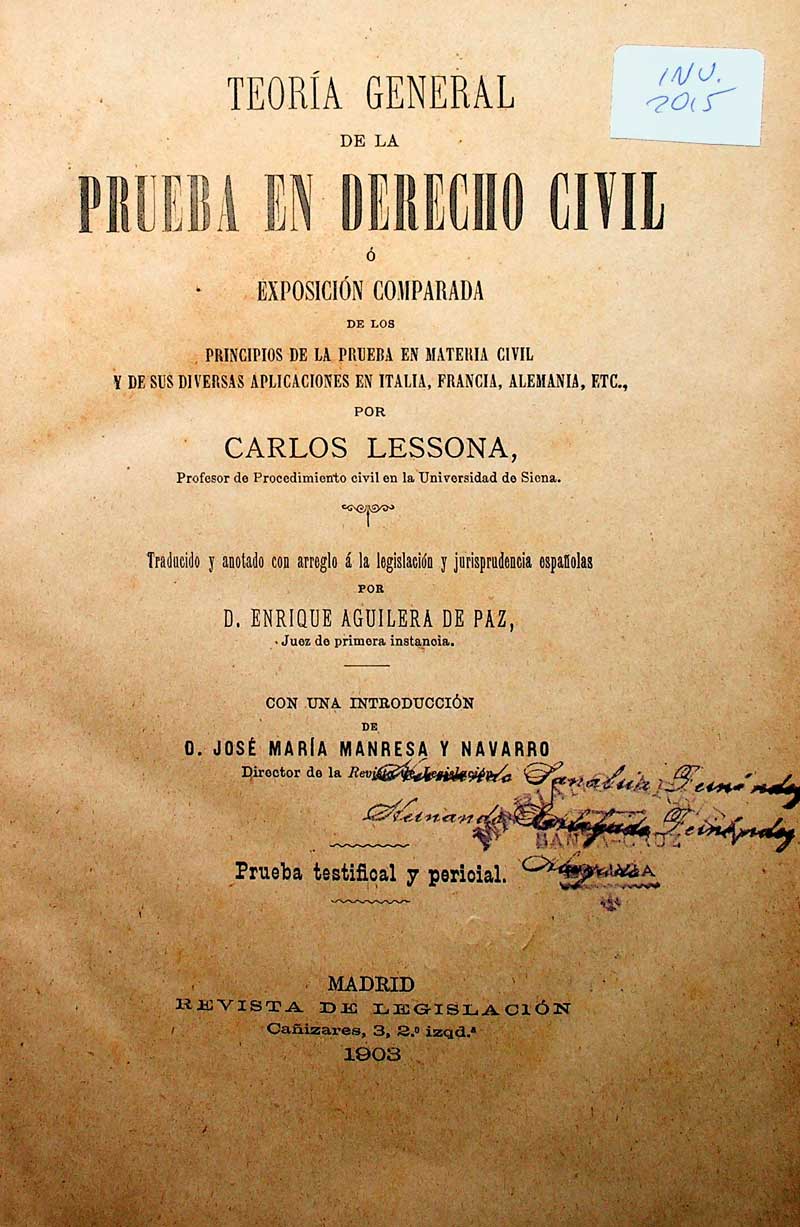 INV.
2015
TEORÍA GENERAL
DE LA
PRUEBA EN DERECHO CIVIL
Ó
EXPOSICIÓN COMPARADA
DE LOS
PRINCIPIOS DE LA PRUEBA EN MATERIA CIVIL
Y DE SUS DIVERSAS APLICACIONES EN ITALIA, FRANCIA, ALEMANIA, ETC.,
POR
CARLOS LESSONA,
Profesor de Procedimiento civil en la Universidad de Siena.
Traducido y anotado con arreglo á la legislación y jurisprudencia españolas
POR
D. ENRIQUE AGUILERA DE PAZ,
Juez de primera instancia.
CON UNA INTRODUCCIÓN
DE
D. JOSÉ MARÍA MANRESA Y NAVARRO
Director de la Revista de Legislación
Hernando
Prueba testifical y pericial.
MADRID
REVISTA DE LEGISLACIÓN
Cañizares, 3, 2.º izqd.ª
1903